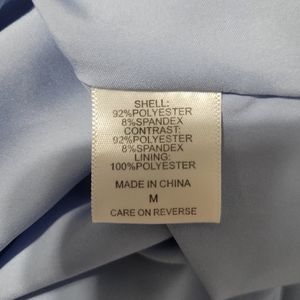 SHELL:
92%POLYESTER
8%SPANDEX
CONTRAST:
92%POLYESTER
8%SPANDEX
LINING:
100%POLYESTER
MADE IN CHINA
M
CARE ON REVERSE